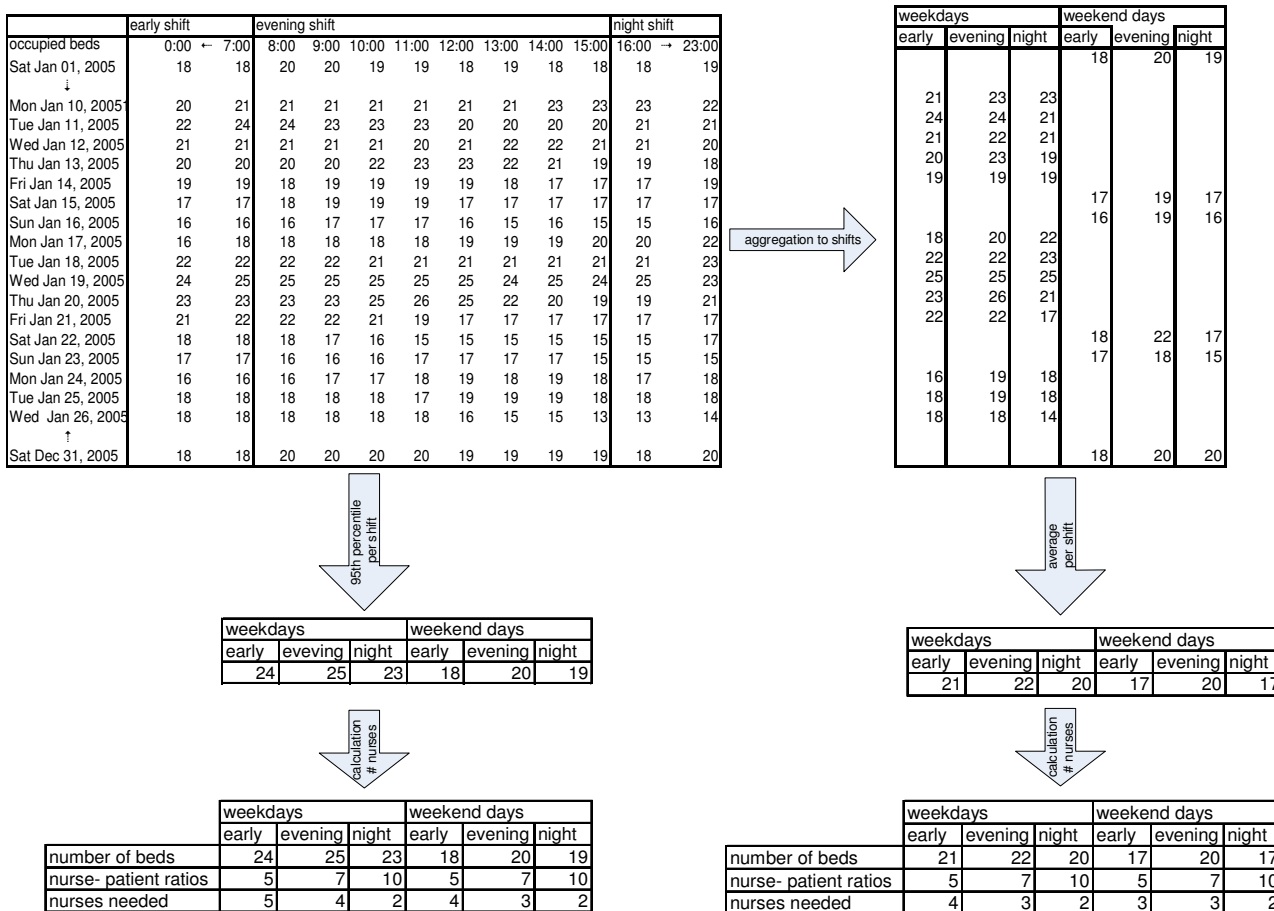 early shift evening shift night shift
occupied beds 0:00 ← 7:00 8:00 9:00 10:00 11:00 12:00 13:00 14:00 15:00 16:00 → 23:00
Sat Jan 01, 2005 18 18 20 20 19 19 18 19 18 18 18 19
↓
Mon Jan 10, 2005 20 21 21 21 21 21 21 21 23 23 23 22
Tue Jan 11, 2005 22 24 24 23 23 23 20 20 20 20 21 21
Wed Jan 12, 2005 21 21 21 21 21 20 21 22 22 21 21 20
Thu Jan 13, 2005 20 20 20 20 22 23 23 22 21 19 19 18
Fri Jan 14, 2005 19 19 18 19 19 19 19 18 17 17 17 19
Sat Jan 15, 2005 17 17 18 19 19 19 17 17 17 17 17 17
Sun Jan 16, 2005 16 16 16 17 17 17 16 15 16 15 15 16
Mon Jan 17, 2005 16 18 18 18 18 18 19 19 19 20 20 22
Tue Jan 18, 2005 22 22 22 22 21 21 21 21 21 21 21 23
Wed Jan 19, 2005 24 25 25 25 25 25 25 24 25 24 25 23
Thu Jan 20, 2005 23 23 23 23 25 26 25 22 20 19 19 21
Fri Jan 21, 2005 21 22 22 22 21 19 17 17 17 17 17 17
Sat Jan 22, 2005 18 18 18 17 16 15 15 15 15 15 15 17
Sun Jan 23, 2005 17 17 16 16 16 17 17 17 17 15 15 15
Mon Jan 24, 2005 16 16 16 17 17 18 19 18 19 18 17 18
Tue Jan 25, 2005 18 18 18 18 18 17 19 19 19 18 18 18
Wed Jan 26, 2005 18 18 18 18 18 18 16 15 15 13 13 14
↑
Sat Dec 31, 2005 18 18 20 20 20 20 19 19 19 19 18 20
aggregation to shifts
weekdays weekend days
early evening night early evening night
18 20 19
21 23 23
24 24 21
21 22 21
20 23 19
19 19 19
17 19 17
16 19 16
18 20 22
22 22 23
25 25 25
23 26 21
22 22 17
18 22 17
17 18 15
16 19 18
18 19 18
18 18 14
18 20 20
95th percentile
per shift
weekdays weekend days
early eveving night early evening night
24 25 23 18 20 19
calculation
# nurses
weekdays weekend days
early evening night early evening night
number of beds 24 25 23 18 20 19
nurse- patient ratios 5 7 10 5 7 10
nurses needed 5 4 2 4 3 2
average
per shift
weekdays weekend days
early evening night early evening night
21 22 20 17 20 17
calculation
# nurses
weekdays weekend days
early evening night early evening night
number of beds 21 22 20 17 20 17
nurse- patient ratios 5 7 10 5 7 10
nurses needed 4 3 2 3 3 2